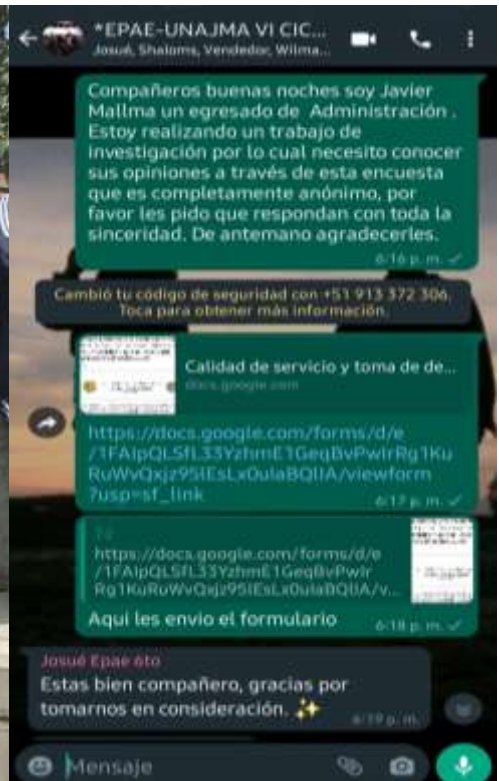 *EPAE-UNAJMA VI CIC...
Josué, Shaloms, Vendedor, Wilma...
Compañeros buenas noches soy Javier
Mallma un egresado de Administración .
Estoy realizando un trabajo de
investigación por lo cual necesito conocer
sus opiniones a través de esta encuesta
que es completamente anónimo, por
favor les pido que respondan con toda la
sinceridad. De antemano agradecerles.
6:16 p. m.
Cambió tu código de seguridad con +51 913 372 306.
Toca para obtener más información.
Calidad de servicio y toma de de...
docs.google.com
https://docs.google.com/forms/d/e
?usp=sf_link
6:17 p. m.
Tú
https://docs.google.com/forms/d/e
Aqui les envio el formulario
6:18 p. m.
Josué Epae 6to
Estas bien compañero, gracias por
tomarnos en consideración. ✨
6:19 p. m.
Mensaje